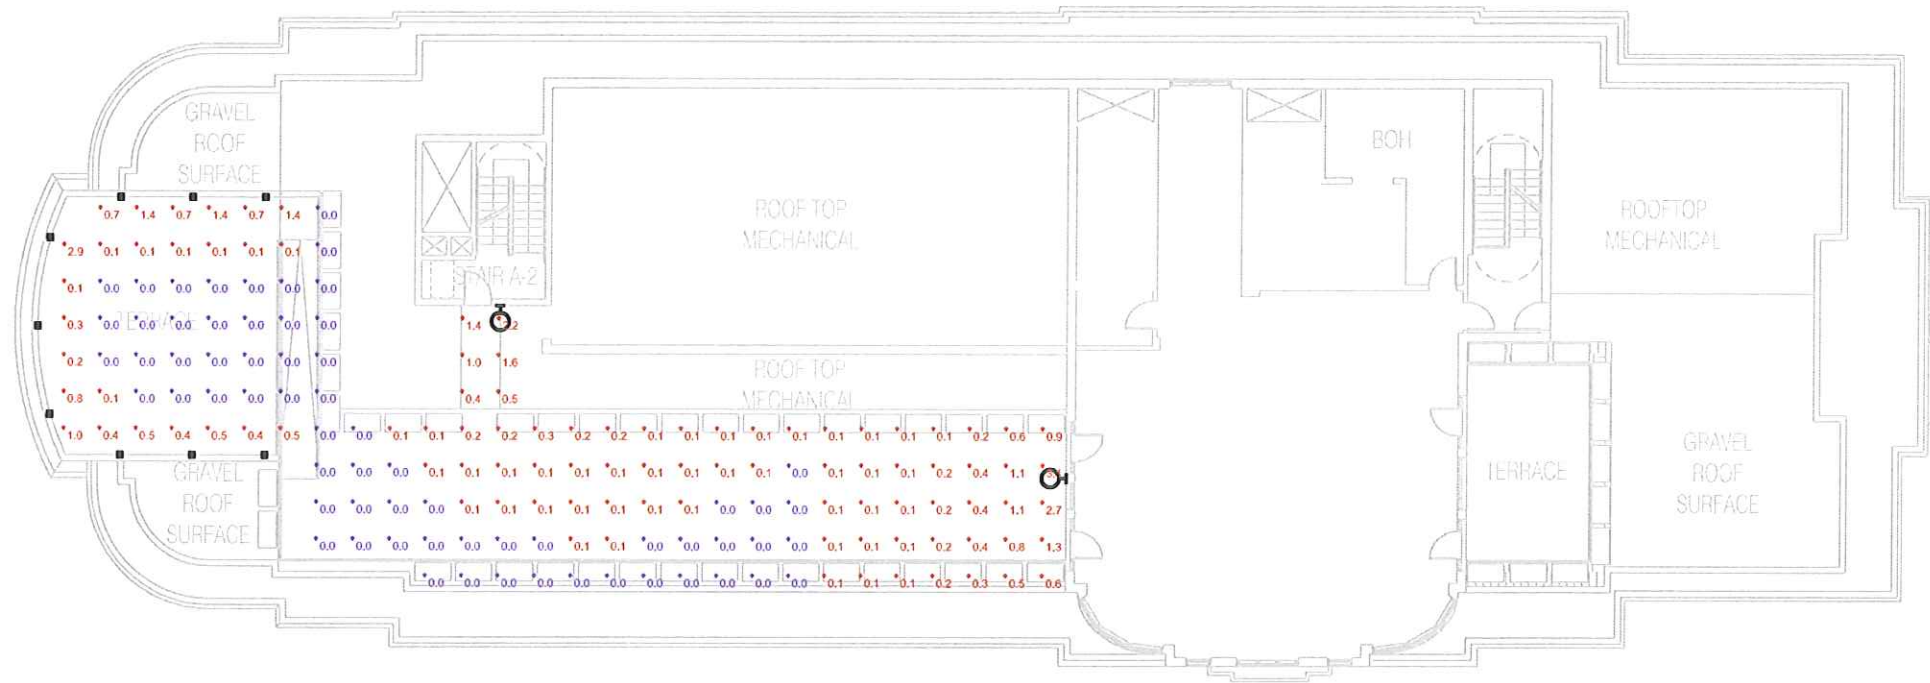 GRAVEL
ROOF
SURFACE
BOH
ROOF TOP
MECHANICAL
ROOFTOP
MECHANICAL
0.7 1.4 0.7 1.4 0.7 1.4 0.0
2.9 0.1 0.1 0.1 0.1 0.1 0.1 0.0
STAIR A-2
0.1 0.0 0.0 0.0 0.0 0.0 0.0 0.0
TERRACE
0.3 0.0 0.0 0.0 0.0 0.0 0.0 0.0 1.4
0.2 0.0 0.0 0.0 0.0 0.0 0.0 0.0 1.0 1.6
ROOF TOP
MECHANICAL
0.8 0.1 0.0 0.0 0.0 0.0 0.0 0.0 0.4 0.5
1.0 0.4 0.5 0.4 0.5 0.4 0.5 0.0 0.0 0.1 0.1 0.2 0.2 0.3 0.2 0.2 0.1 0.1 0.1 0.1 0.1 0.1 0.1 0.1 0.1 0.2 0.6 0.9
GRAVEL
ROOF
SURFACE
0.0 0.0 0.0 0.1 0.1 0.1 0.1 0.1 0.1 0.1 0.1 0.1 0.1 0.0 0.1 0.1 0.1 0.2 0.4 1.1
0.0 0.0 0.0 0.0 0.1 0.1 0.1 0.1 0.1 0.1 0.1 0.0 0.0 0.0 0.1 0.1 0.1 0.2 0.4 1.1 2.7
0.0 0.0 0.0 0.0 0.0 0.0 0.0 0.1 0.1 0.0 0.0 0.0 0.0 0.0 0.1 0.1 0.1 0.2 0.4 0.8 1.3
0.0 0.0 0.0 0.0 0.0 0.0 0.0 0.0 0.0 0.0 0.0 0.1 0.1 0.1 0.2 0.3 0.5 0.6
TERRACE
GRAVEL
ROOF
SURFACE